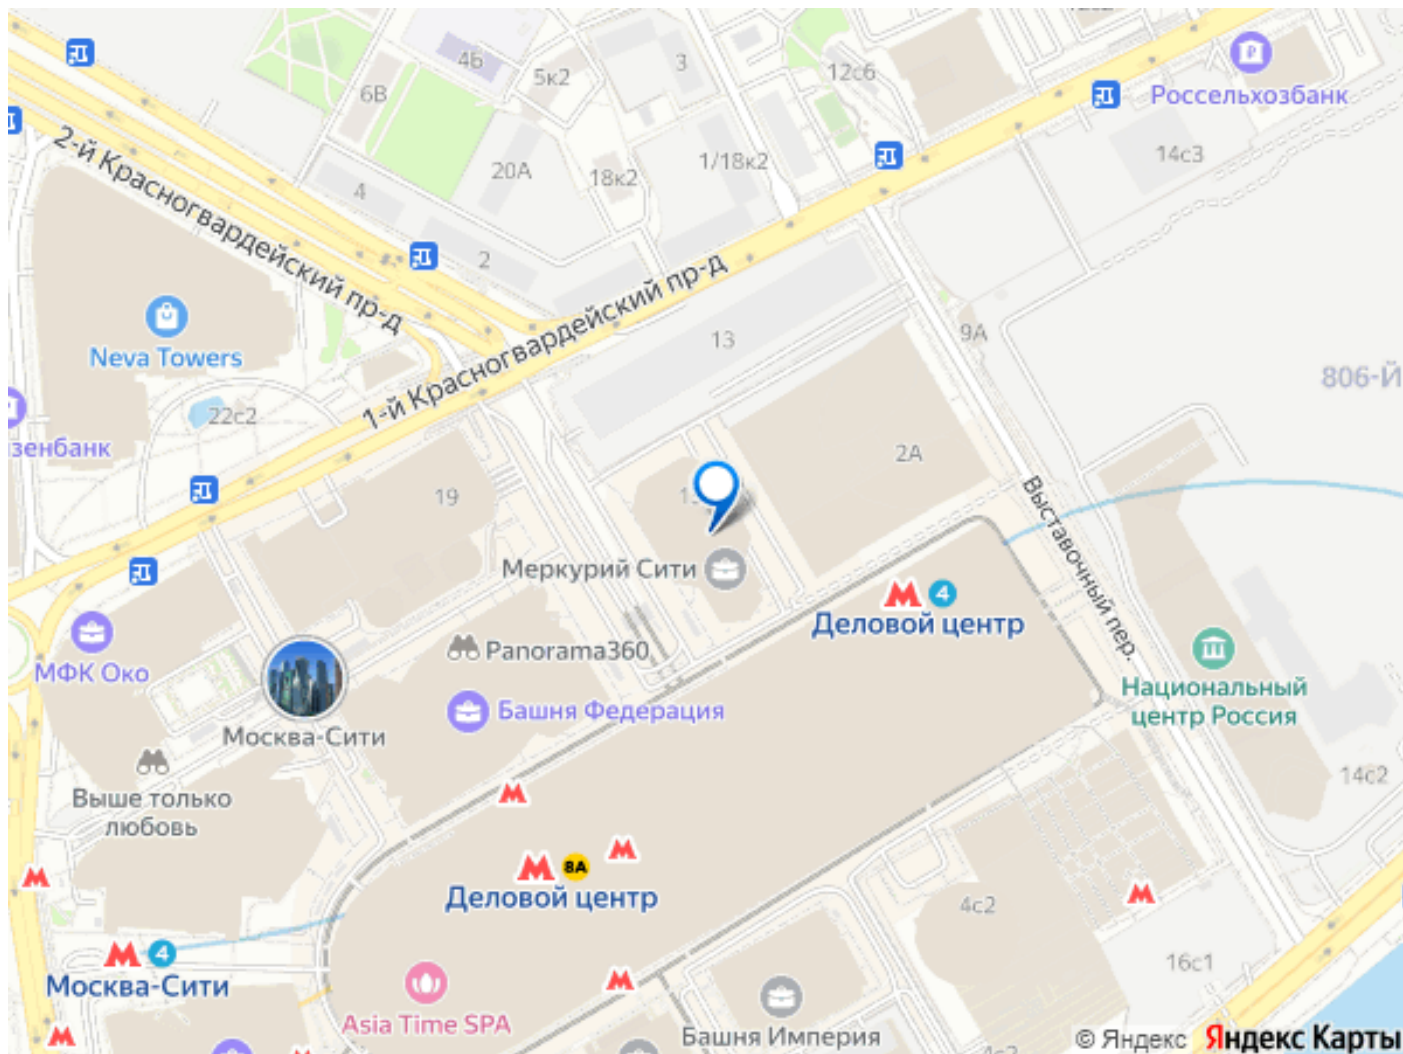 4Б
3
5к2
6В
12с6
Россельхозбанк
2-й Красногвардейский пр-д
20А
18к2
1/18к2
14с3
4
2
1-й Красногвардейский пр-д
Neva Towers
13
9А
806-Й
22с2
зенбанк
19
2А
Выставочный пер.
Меркурий Сити
4
Деловой центр
МФК Око
Panorama360
Башня Федерация
Национальный
центр Россия
Москва-Сити
Выше только
любовь
14с2
8А
Деловой центр
4с2
4
Москва-Сити
16с1
Asia Time SPA
Башня Империя
© Яндекс Яндекс Карты